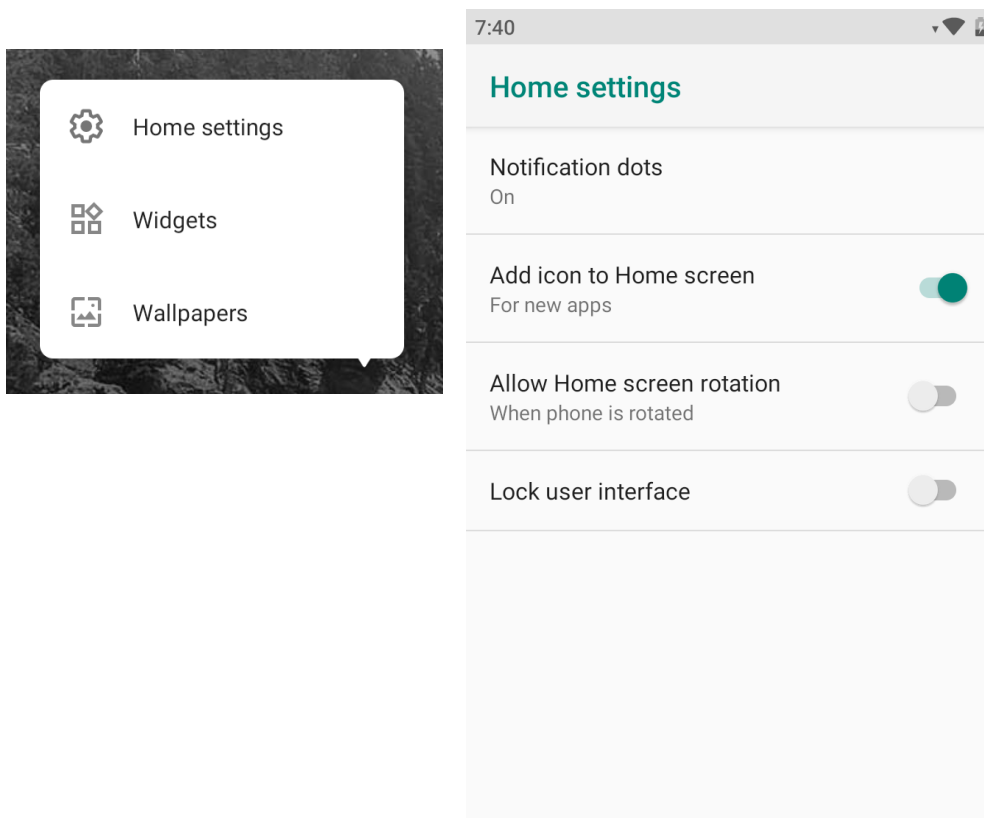 Home settings
Widgets
Wallpapers
7:40
Home settings
Notification dots
On
Add icon to Home screen
For new apps
Allow Home screen rotation
When phone is rotated
Lock user interface